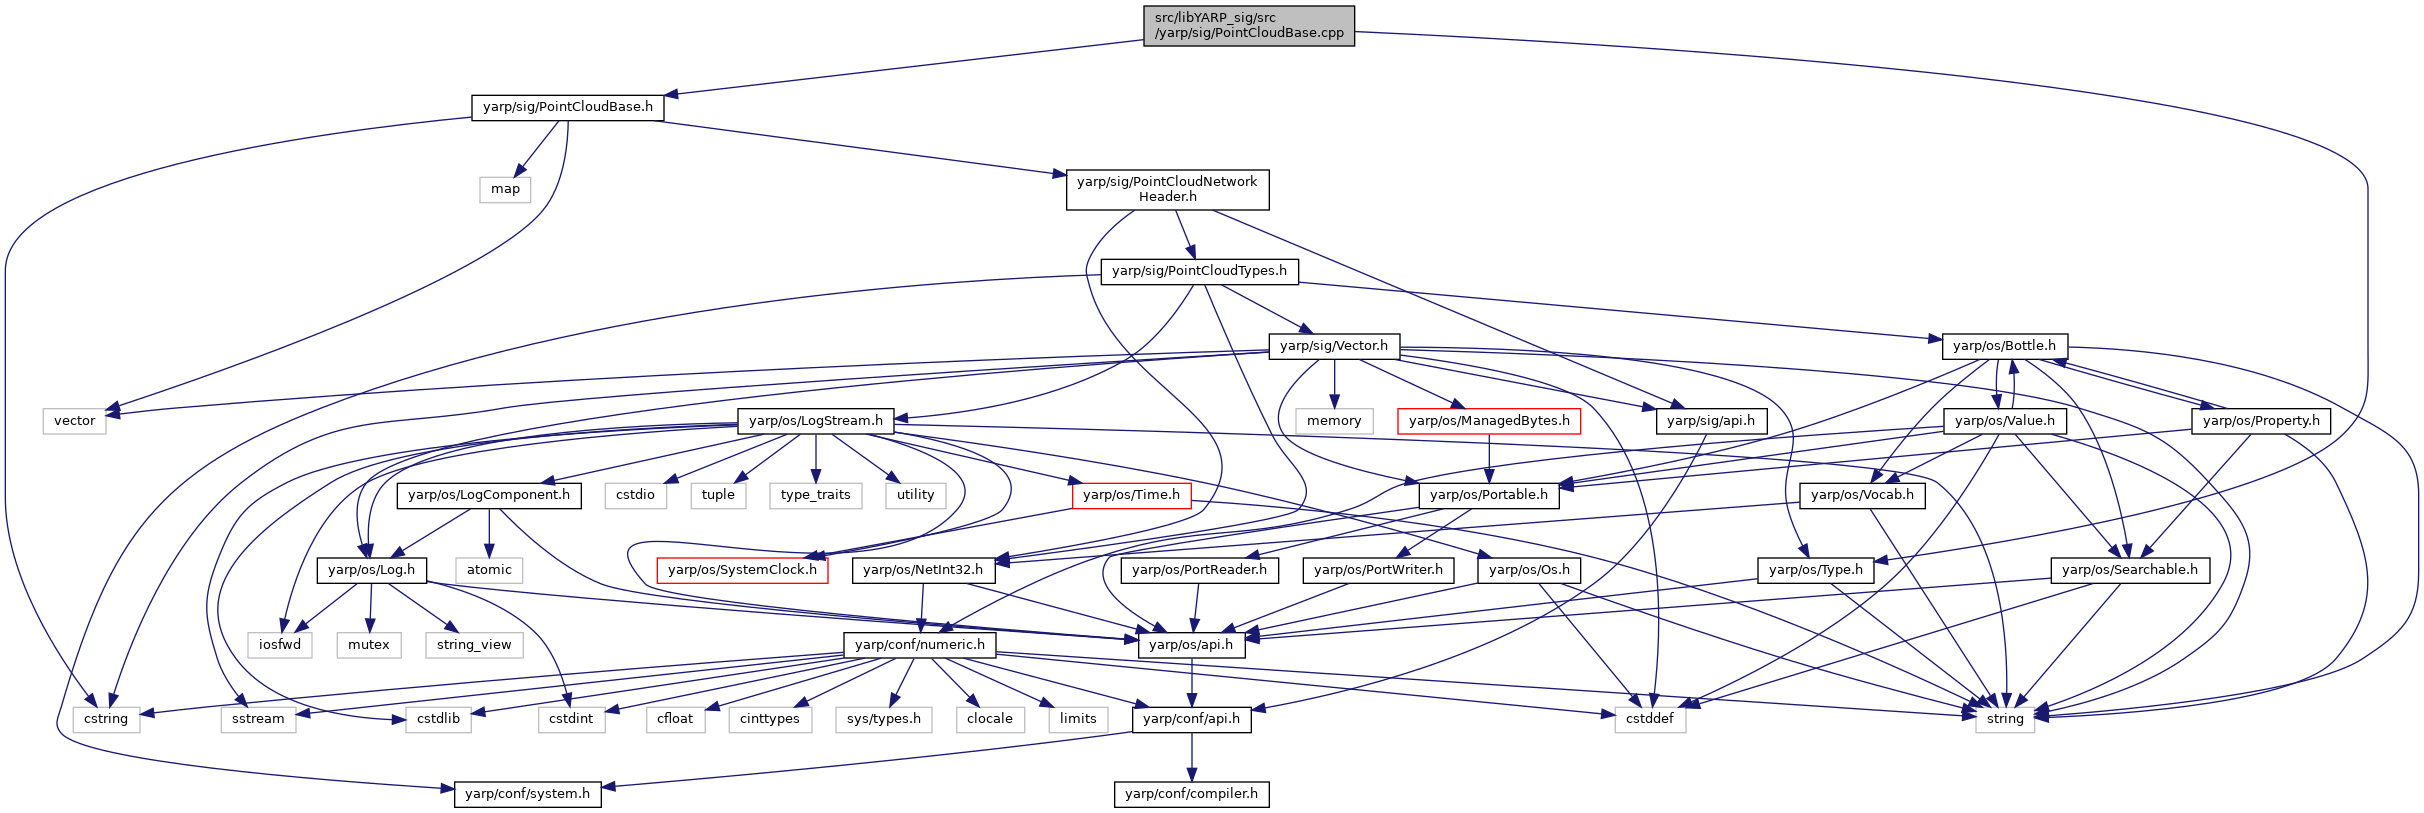 src/libYARP_sig/src
/yarp/sig/PointCloudBase.cpp
yarp/sig/PointCloudBase.h
map
yarp/sig/PointCloudNetwork
Header.h
yarp/sig/PointCloudTypes.h
yarp/sig/Vector.h
yarp/os/Bottle.h
vector
yarp/os/LogStream.h
memory
yarp/os/ManagedBytes.h
yarp/sig/api.h
yarp/os/Value.h
yarp/os/Property.h
yarp/os/LogComponent.h
cstdio
tuple
type_traits
utility
yarp/os/Time.h
yarp/os/Portable.h
yarp/os/Vocab.h
yarp/os/Log.h
atomic
yarp/os/SystemClock.h
yarp/os/NetInt32.h
yarp/os/PortReader.h
yarp/os/PortWriter.h
yarp/os/Os.h
yarp/os/Type.h
yarp/os/Searchable.h
iosfwd
mutex
string_view
yarp/conf/numeric.h
yarp/os/api.h
cstring
sstream
cstdlib
cstdint
cfloat
cinttypes
sys/types.h
clocale
limits
yarp/conf/api.h
cstddef
string
yarp/conf/system.h
yarp/conf/compiler.h